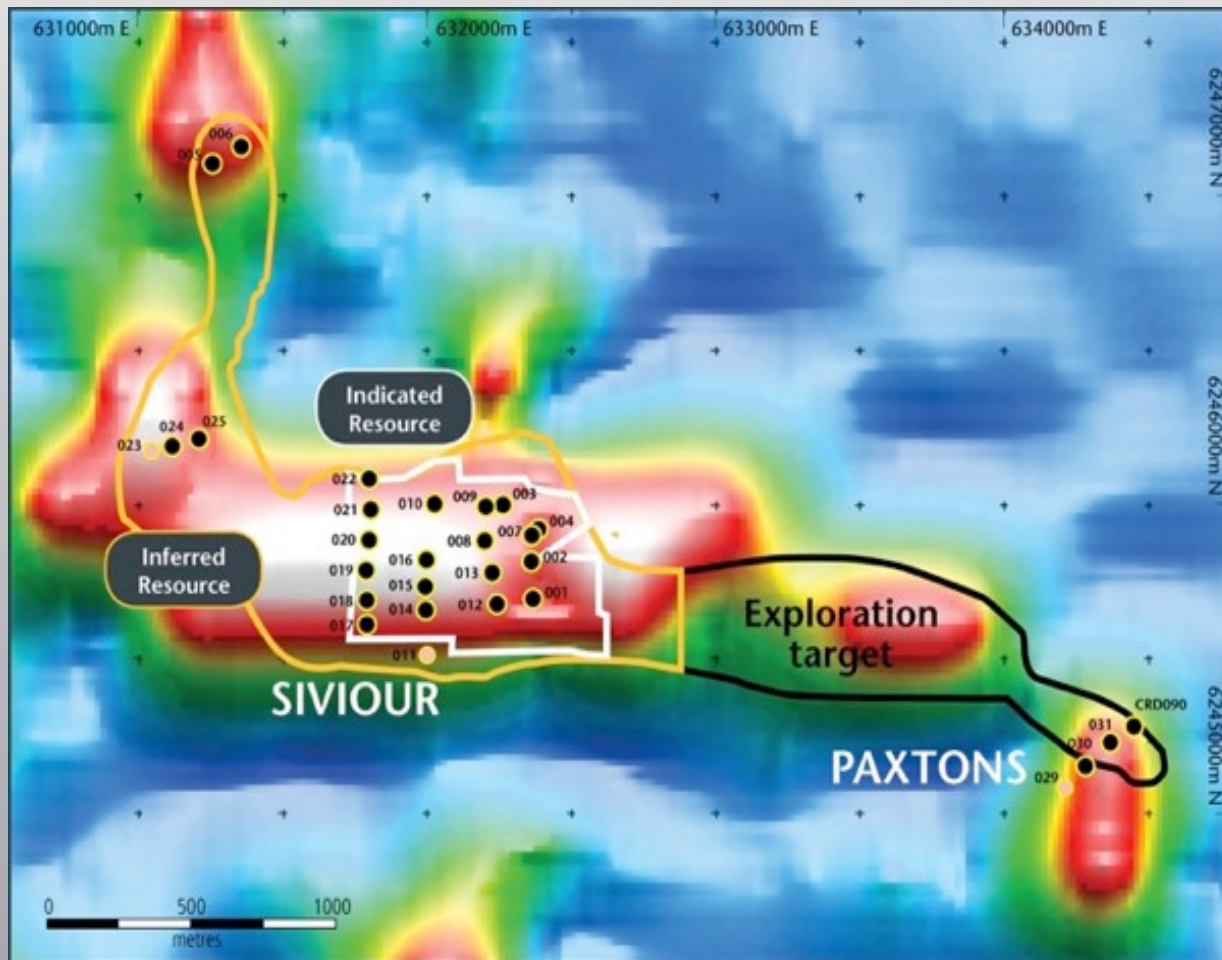 631000m E
632000m E
633000m E
634000m E
6247000m N
006
005
Indicated
Resource
6246000m N
025
024
023
022
021
010
009
003
004
007
020
008
002
016
Inferred
Resource
019
013
015
001
018
014
012
017
011
Exploration
target
SIVIOUR
CRD090
031
030
PAXTONS
029
6245000m N
0
500
1000
metres